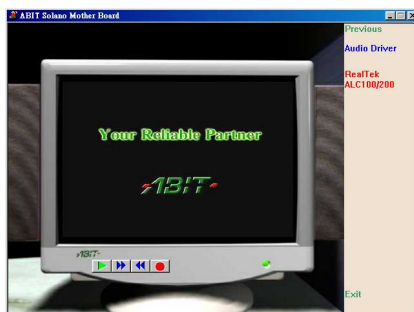 ABIT Solano Mother Board
Previous
Audio Driver
RealTek
ALC100/200
Your Reliable Partner
ABIT
ABIT
Exit